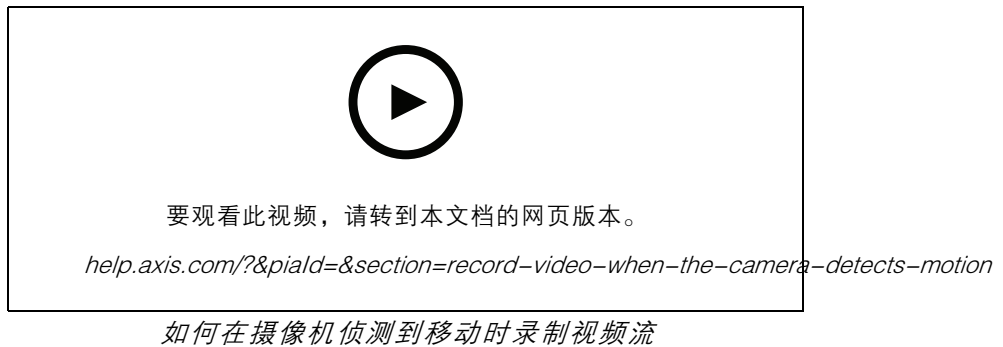 要观看此视频，请转到本文档的网页版本。
help.axis.com/?&piaId=&section=record-video-when-the-camera-detects-motion
如何在摄像机侦测到移动时录制视频流